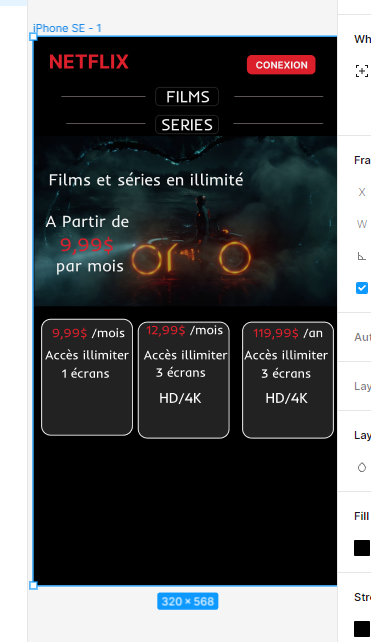 iPhone SE - 1
Wh
NETFLIX
CONEXION
FILMS
SERIES
Fra
Films et séries en illimité
X
A Partir de
W
9,99$
par mois
9,99$ /mois
12,99$ /mois
119,99$ /an
Aut
Accès illimiter
Accès illimiter
Accès illimiter
1 écrans
3 écrans
3 écrans
Lay
HD/4K
HD/4K
Lay
Fill
320 × 568
Stro